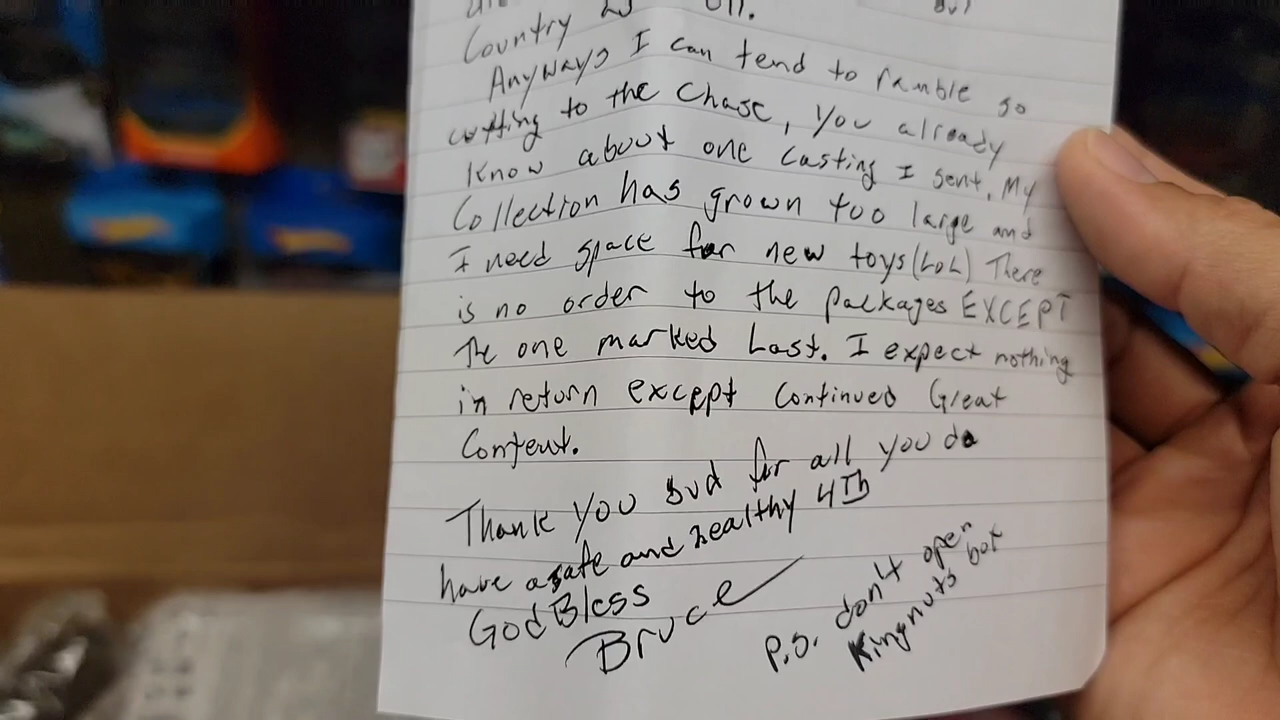 Country
Anyways I can tend to ramble so
cutting to the Chase, you already
Know about one casting I sent. My
Collection has grown too large and
I need space for new toys (LOL) There
is no order to the packages EXCEPT
The one marked Last. I expect nothing
in return except Continued Great
Content.
Thank you bud for all you do
have a safe and healthy 4Th
God Bless
Bruce
P.S. don't open
Kingnuts box